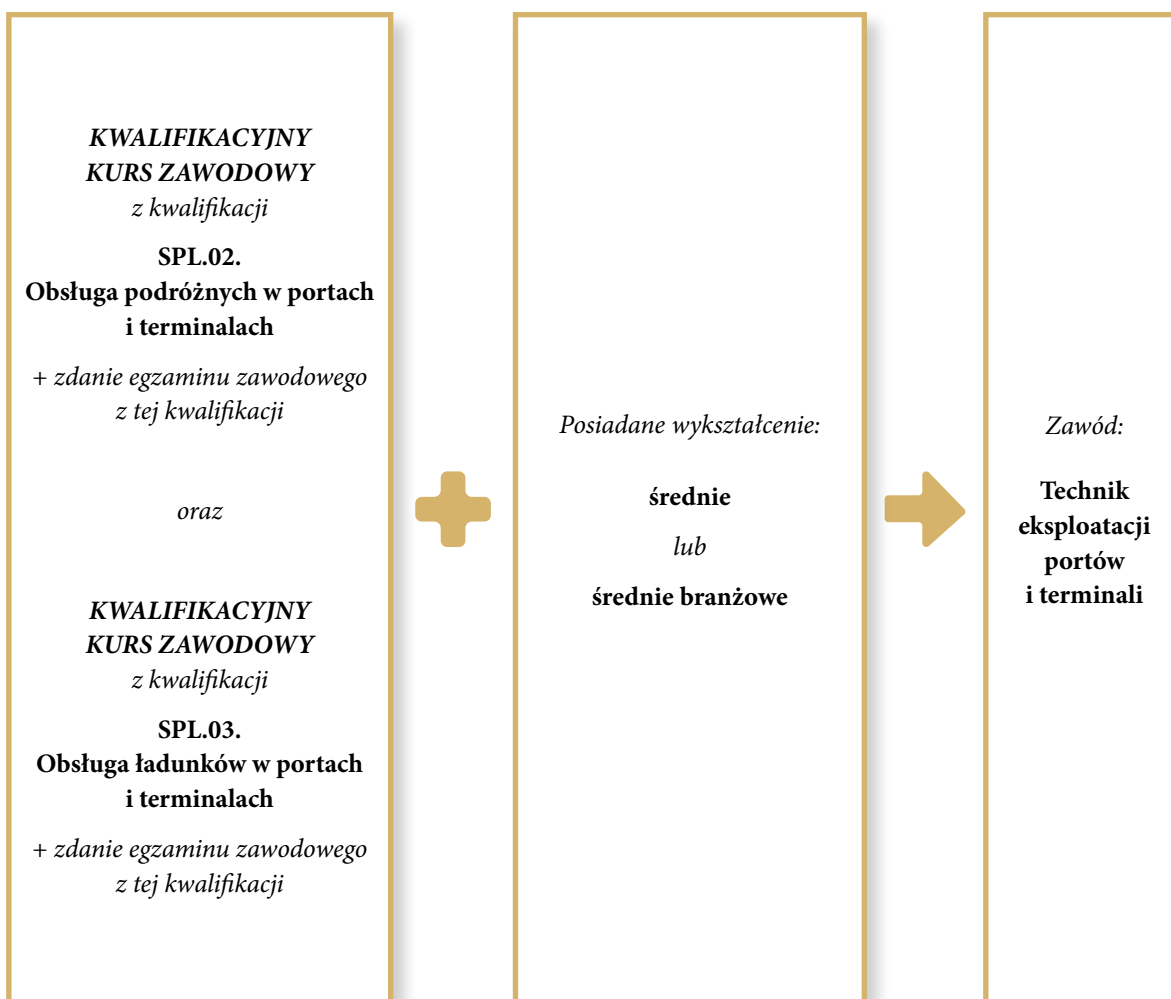 KWALIFIKACYJNY
KURS ZAWODOWY
z kwalifikacji
SPL.02.
Obsługa podróżnych w portach
i terminalach
+ zdanie egzaminu zawodowego
z tej kwalifikacji
oraz
KWALIFIKACYJNY
KURS ZAWODOWY
z kwalifikacji
SPL.03.
Obsługa ładunków w portach
i terminalach
+ zdanie egzaminu zawodowego
z tej kwalifikacji
Posiadane wykształcenie:
średnie
lub
średnie branżowe
Zawód:
Technik
eksploatacji
portów
i terminali